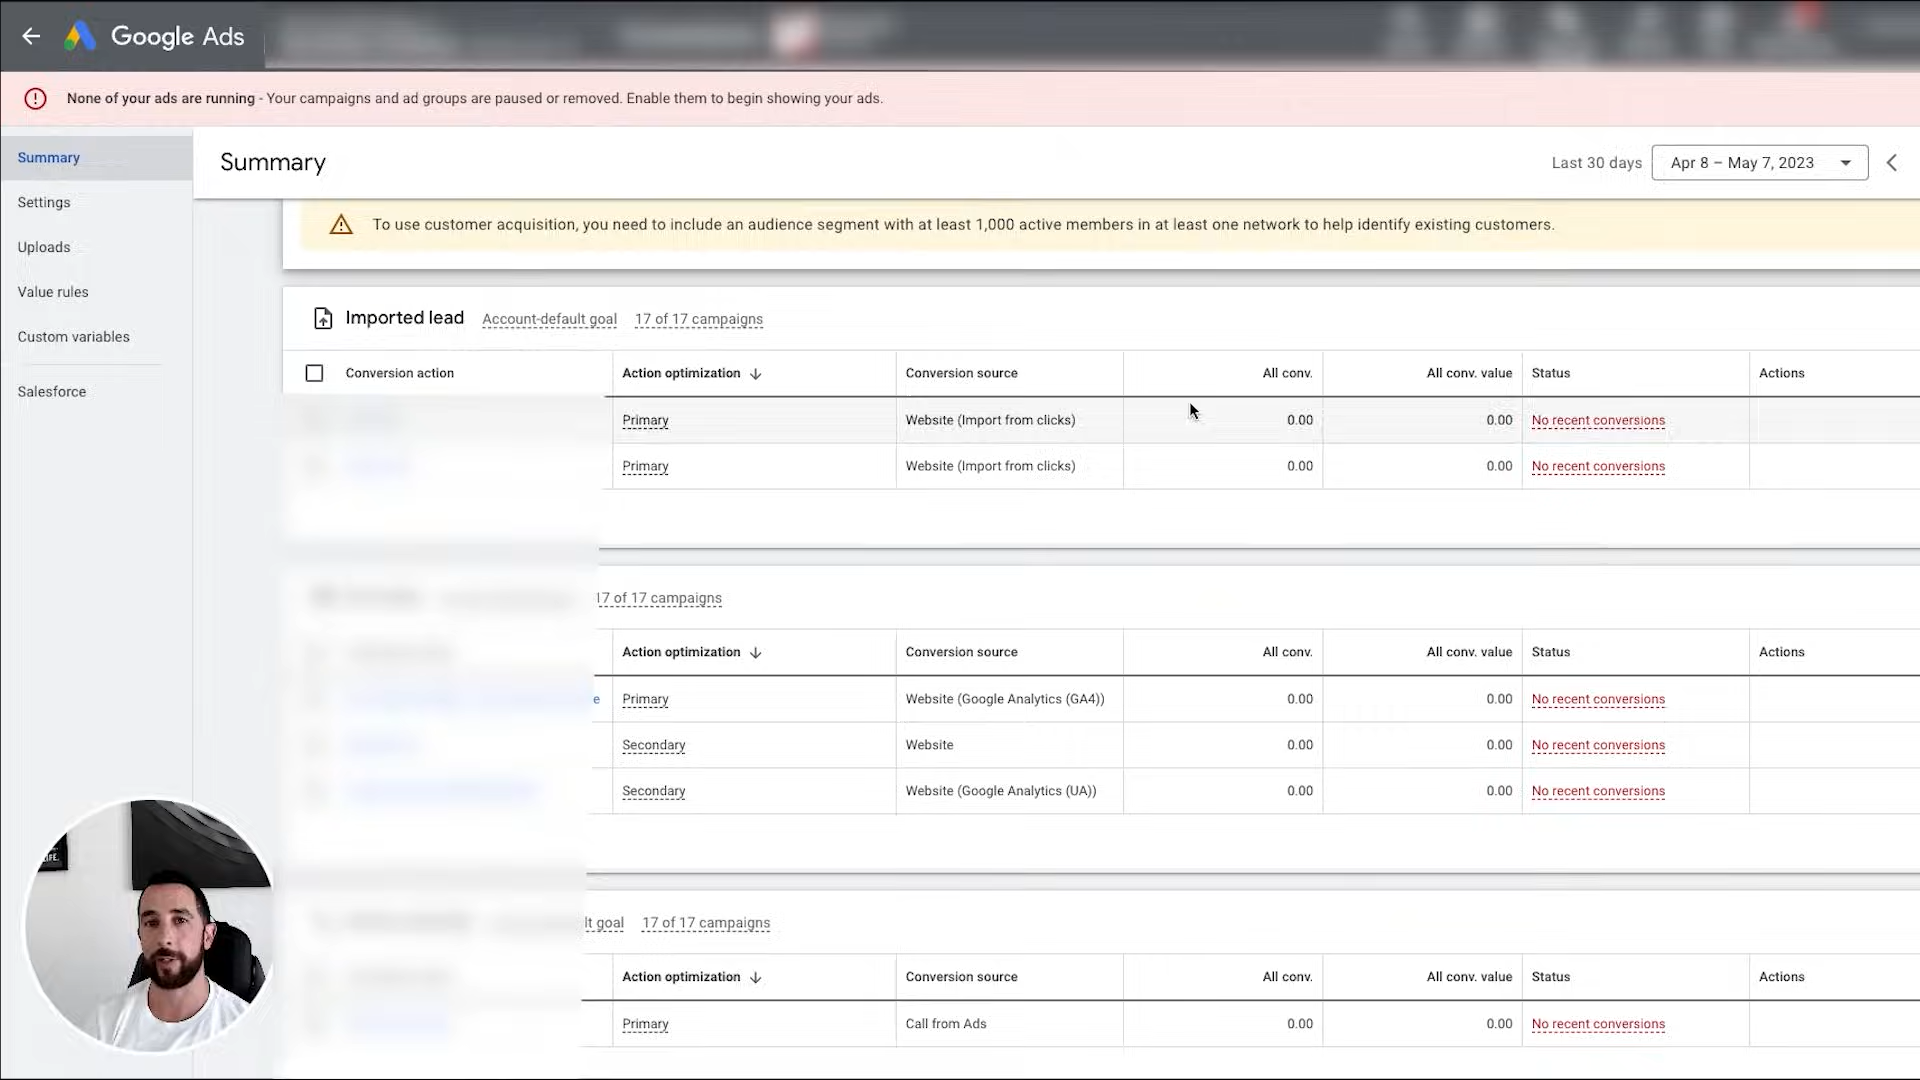 Google Ads
None of your ads are running - Your campaigns and ad groups are paused or removed. Enable them to begin showing your ads.
Summary
Settings
Uploads
Value rules
Custom variables
Salesforce
Summary
Last 30 days Apr 8 – May 7, 2023
To use customer acquisition, you need to include an audience segment with at least 1,000 active members in at least one network to help identify existing customers.
Imported lead Account-default goal 17 of 17 campaigns
Conversion action Action optimization Conversion source All conv. All conv. value Status Actions
Primary Website (Import from clicks) 0.00 0.00 No recent conversions
Primary Website (Import from clicks) 0.00 0.00 No recent conversions
17 of 17 campaigns
Action optimization Conversion source All conv. All conv. value Status Actions
e Primary Website (Google Analytics (GA4)) 0.00 0.00 No recent conversions
Secondary Website 0.00 0.00 No recent conversions
Secondary Website (Google Analytics (UA)) 0.00 0.00 No recent conversions
lt goal 17 of 17 campaigns
Action optimization Conversion source All conv. All conv. value Status Actions
Primary Call from Ads 0.00 0.00 No recent conversions